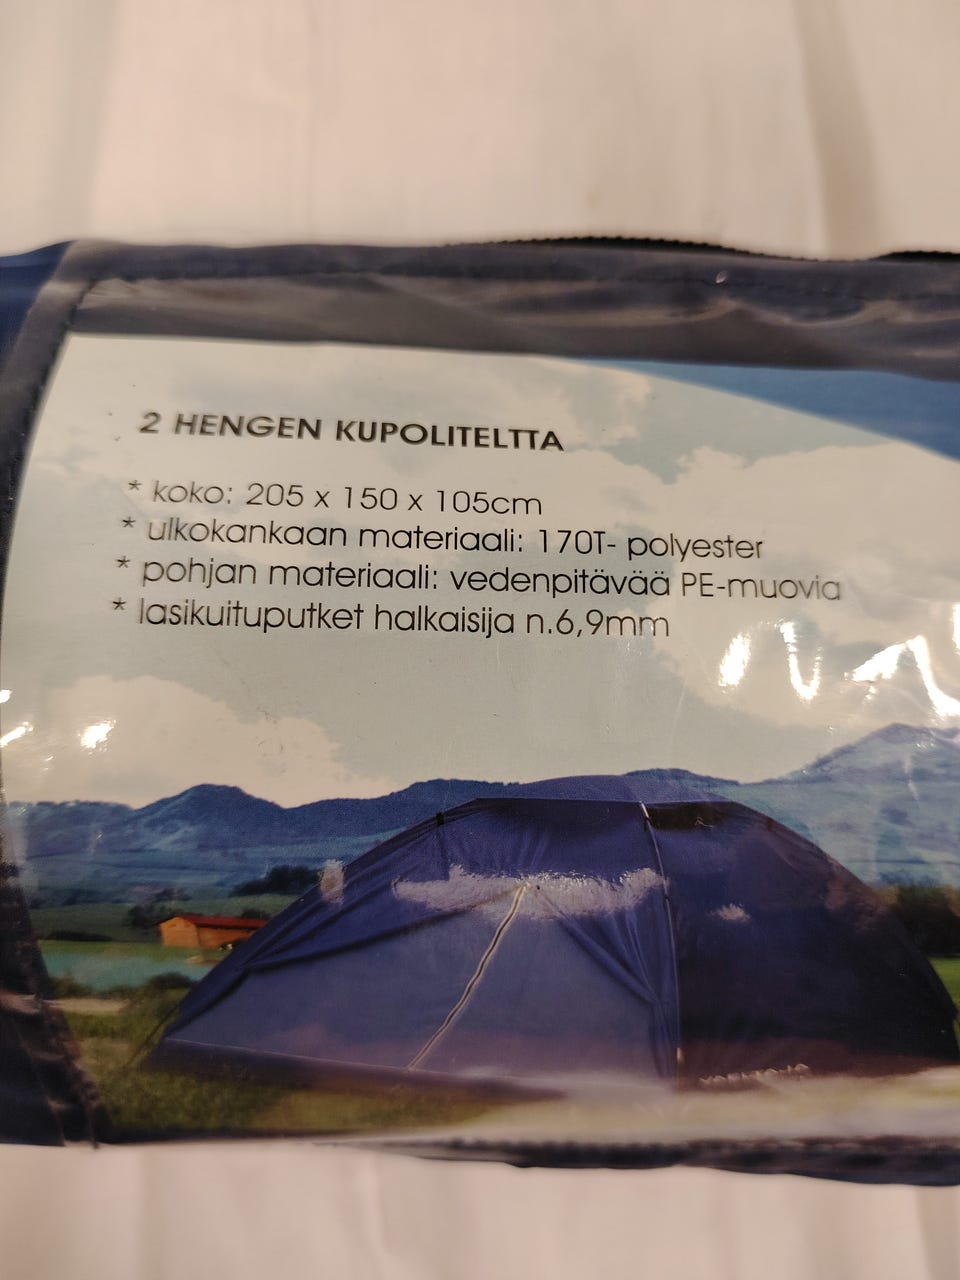 2 HENGEN KUPOLITELTTA
* koko: 205 x 150 x 105cm
* ulkokankaan materiaali: 170T- polyester
* pohjan materiaali: vedenpitävää PE-muovia
* lasikuituputket halkaisija n.6,9mm